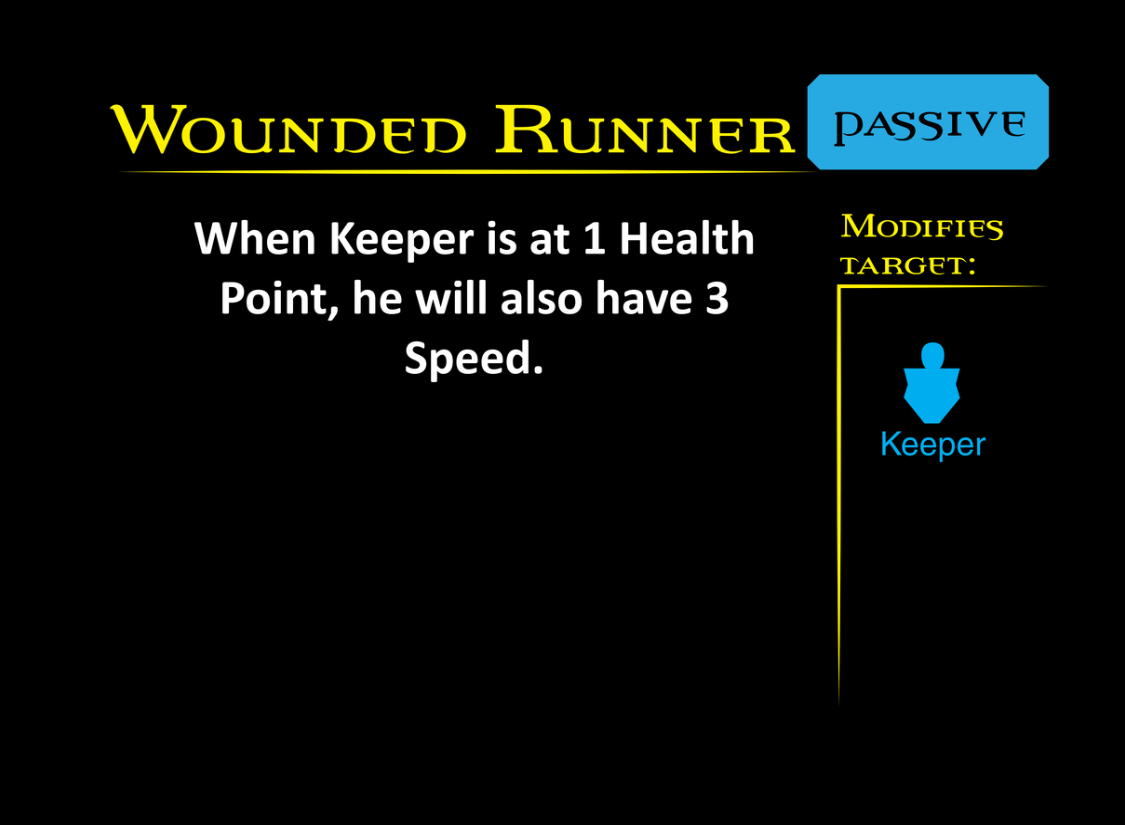 Wounded Runner
passive
When Keeper is at 1 Health
Point, he will also have 3
Speed.
Modifies
target:
Keeper